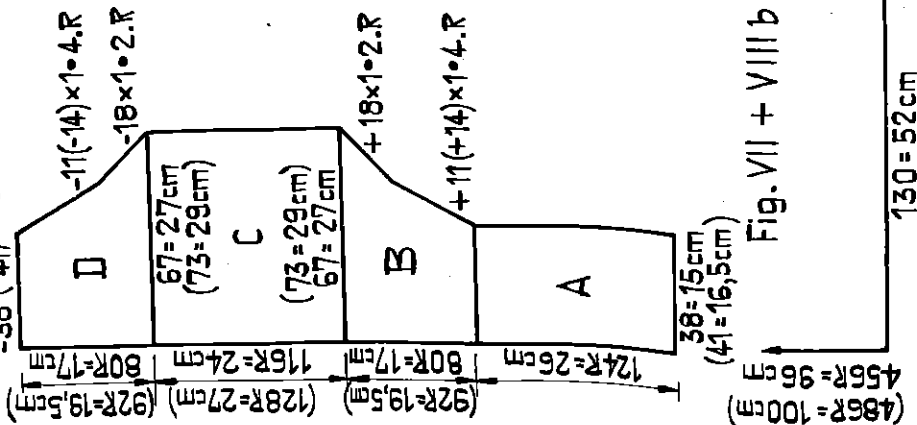 -11(-14)×1•4.R
-18×1•2.R
D
80R=17cm
(92R=19,5cm)
67=27cm
(73=29cm)
C
116R=24cm
(128R=27cm)
(73=29cm)
67=27cm
+18×1•2.R
+11(+14)×1•4.R
B
80R=17cm
(92R=19,5cm)
A
124R=26cm
38=15cm
(41=16,5cm)
Fig. VII + VIII b
456R=96cm
(486R=100cm)
130=52cm